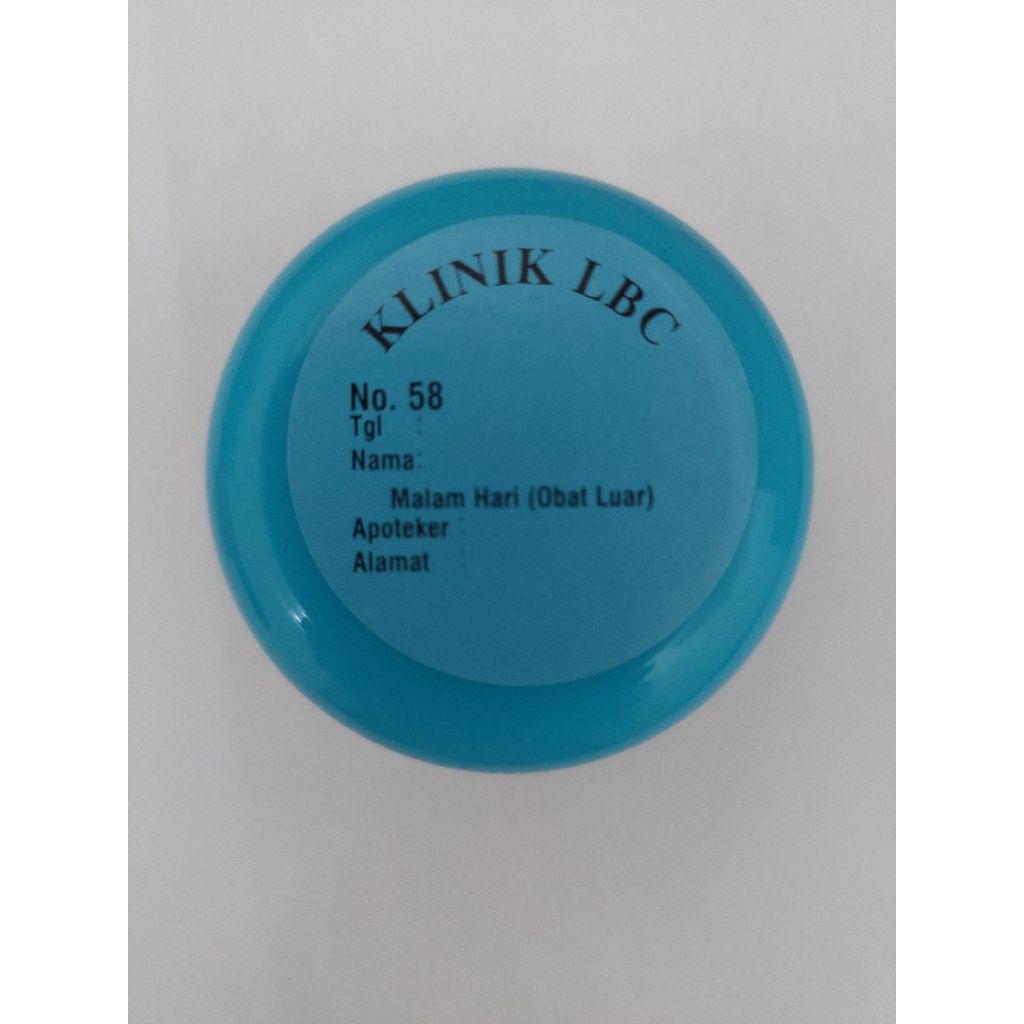 KLINIK LBC
No. 58
Tgl :
Nama:
Malam Hari (Obat Luar)
Apoteker :
Alamat :